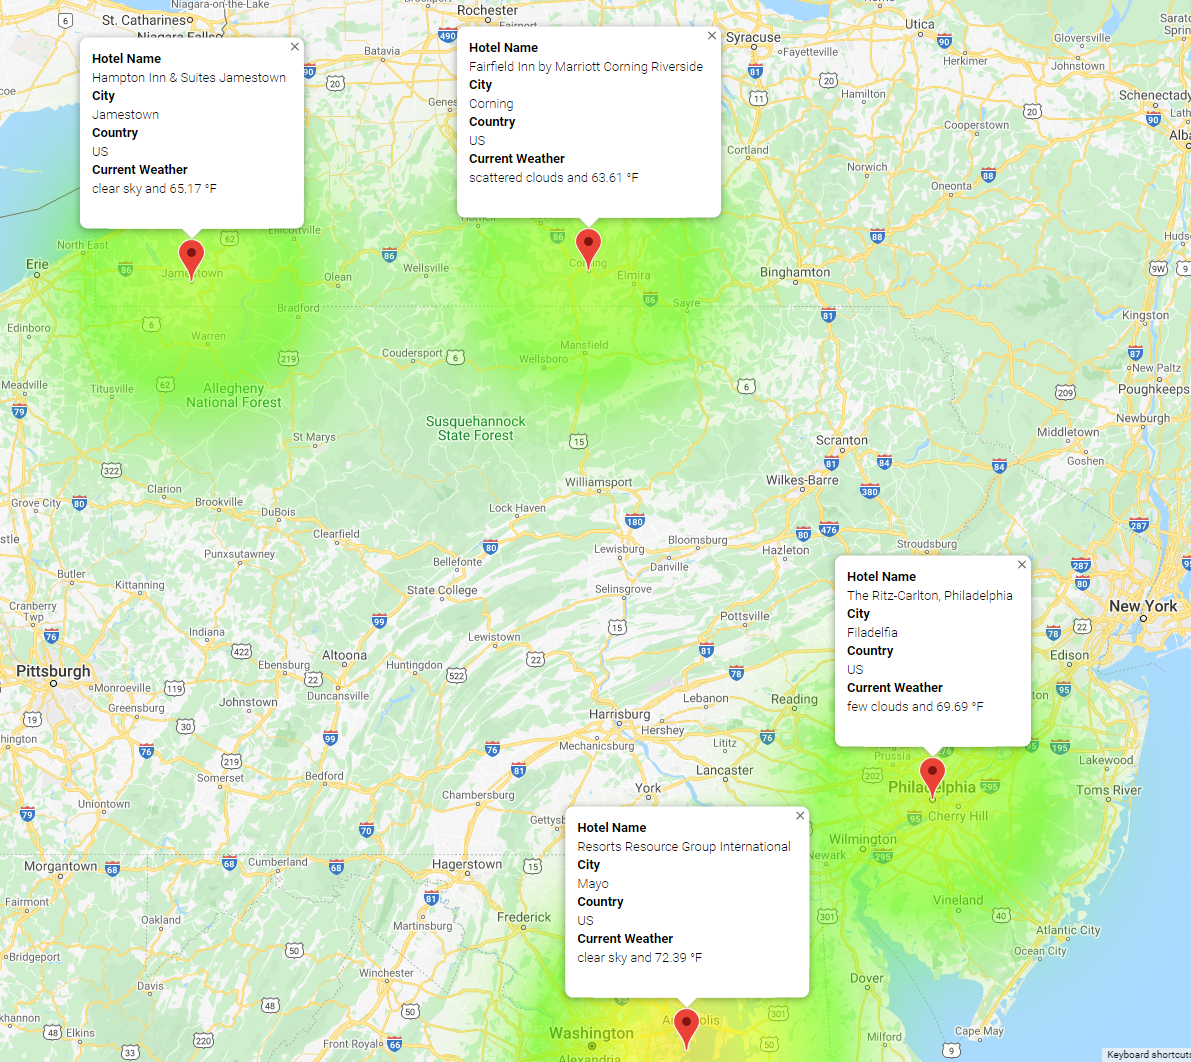 Hotel Name
Hampton Inn & Suites Jamestown
City
Jamestown
Country
US
Current Weather
clear sky and 65.17 °F
Hotel Name
Fairfield Inn by Marriott Corning Riverside
City
Corning
Country
US
Current Weather
scattered clouds and 63.61 °F
Hotel Name
The Ritz-Carlton, Philadelphia
City
Filadelfia
Country
US
Current Weather
few clouds and 69.69 °F
Hotel Name
Resorts Resource Group International
City
Mayo
Country
US
Current Weather
clear sky and 72.39 °F
Niagara-on-the-Lake
St. Catharines
Niagara Falls
Rochester
Batavia
Syracuse
Fayetteville
Utica
Herkimer
Gloversville
Johnstown
Schenectady
Hamilton
Cooperstown
Cortland
Norwich
Oneonta
Ellicottville
North East
Erie
Jamestown
Olean
Wellsville
Corning
Elmira
Sayre
Binghamton
Bradford
Edinboro
Warren
Kingston
Coudersport
Mansfield
Wellsboro
New Paltz
Poughkeeps
Meadville
Titusville
Allegheny
National Forest
Susquehannock
State Forest
St Marys
Newburgh
Middletown
Goshen
Scranton
Wilkes-Barre
Williamsport
Clarion
Grove City
Brookville
DuBois
Lock Haven
Clearfield
Bloomsburg
Lewisburg
Hazleton
Stroudsburg
Punxsutawney
Bellefonte
Danville
Butler
Kittanning
State College
Selinsgrove
Cranberry
Twp
New York
Pottsville
Indiana
Lewistown
Altoona
Edison
Pittsburgh
Ebensburg
Huntingdon
Monroeville
Duncansville
Greensburg
Johnstown
Lebanon
Reading
Harrisburg
Hershey
Mechanicsburg
Lititz
Lakewood
Somerset
Bedford
Lancaster
Philadelphia
Toms River
York
Chambersburg
Uniontown
Cherry Hill
Wilmington
Newark
Morgantown
Cumberland
Hagerstown
Fairmont
Vineland
Oakland
Martinsburg
Frederick
Atlantic City
Ocean City
Bridgeport
Winchester
Dover
Davis
Elkins
Front Royal
Washington
Annapolis
Alexandria
Milford
Cape May
Keyboard shortcut